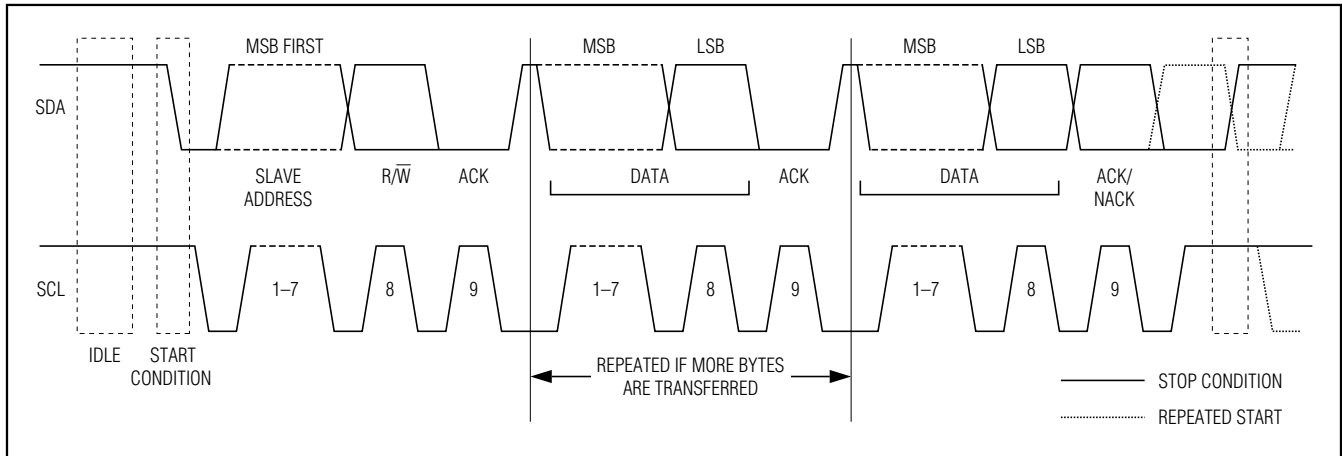 MSB FIRST
MSB
LSB
MSB
LSB
SDA
SLAVE
ADDRESS
R/W̅
ACK
DATA
ACK
DATA
ACK/
NACK
SCL
1–7
8
9
1–7
8
9
1–7
8
9
IDLE
START
CONDITION
REPEATED IF MORE BYTES
ARE TRANSFERRED
STOP CONDITION
REPEATED START